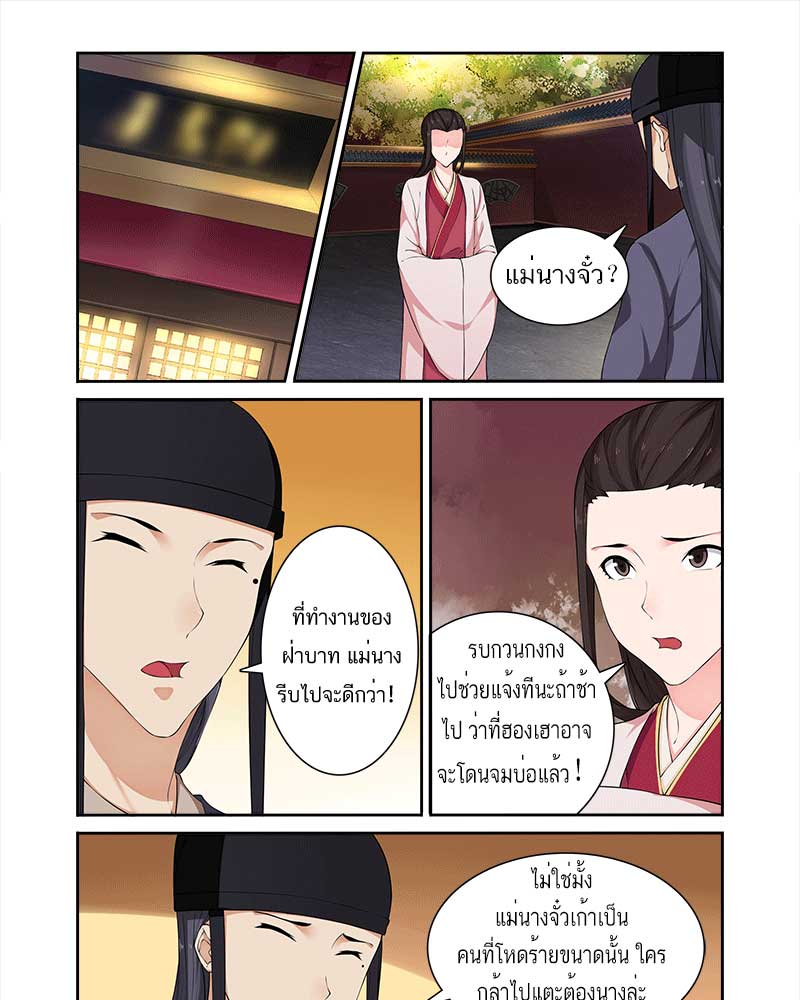 แม่นางจั๋ว?
ที่ทำงานของ
ฝ่าบาท แม่นาง
รีบไปจะดีกว่า!
รบกวนกงกง
ไปช่วยแจ้งทีนะถ้าช้า
ไป ว่าที่ฮองเฮาอาจ
จะโดนจมบ่อแล้ว!
ไม่ใช่มั้ง
แม่นางจั๋วเก้าเป็น
คนที่โหดร้ายขนาดนั้น ใคร
กล้าไปแตะต้องนางล่ะ